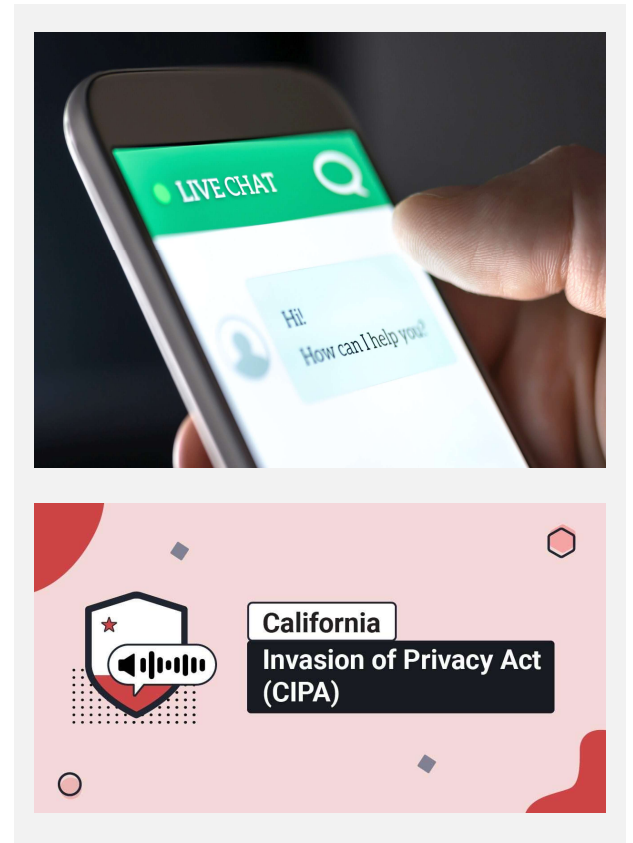 LIVE CHAT
Hi!
How can I help you?
California
Invasion of Privacy Act
(CIPA)